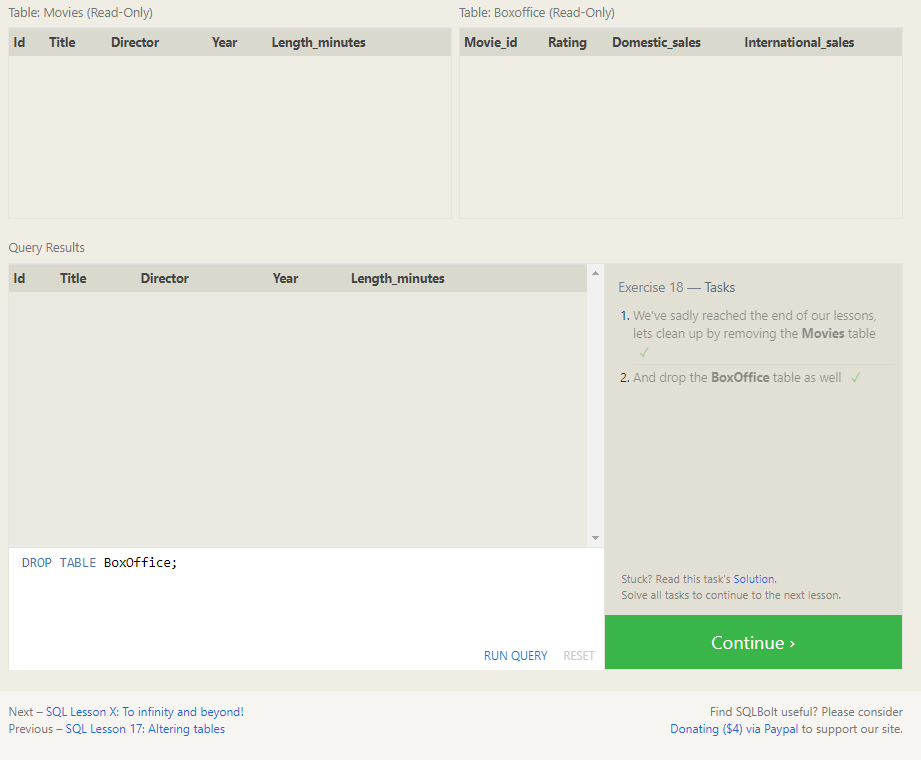 Table: Movies (Read-Only)
Table: Boxoffice (Read-Only)
Id Title Director Year Length_minutes
Movie_id Rating Domestic_sales International_sales
Query Results
Id Title Director Year Length_minutes
Exercise 18 — Tasks
1. We've sadly reached the end of our lessons,
lets clean up by removing the Movies table
✓
2. And drop the BoxOffice table as well ✓
DROP TABLE BoxOffice;
Stuck? Read this task's Solution.
Solve all tasks to continue to the next lesson.
RUN QUERY RESET
Continue ›
Next – SQL Lesson X: To infinity and beyond!
Previous – SQL Lesson 17: Altering tables
Find SQLBolt useful? Please consider
Donating ($4) via Paypal to support our site.